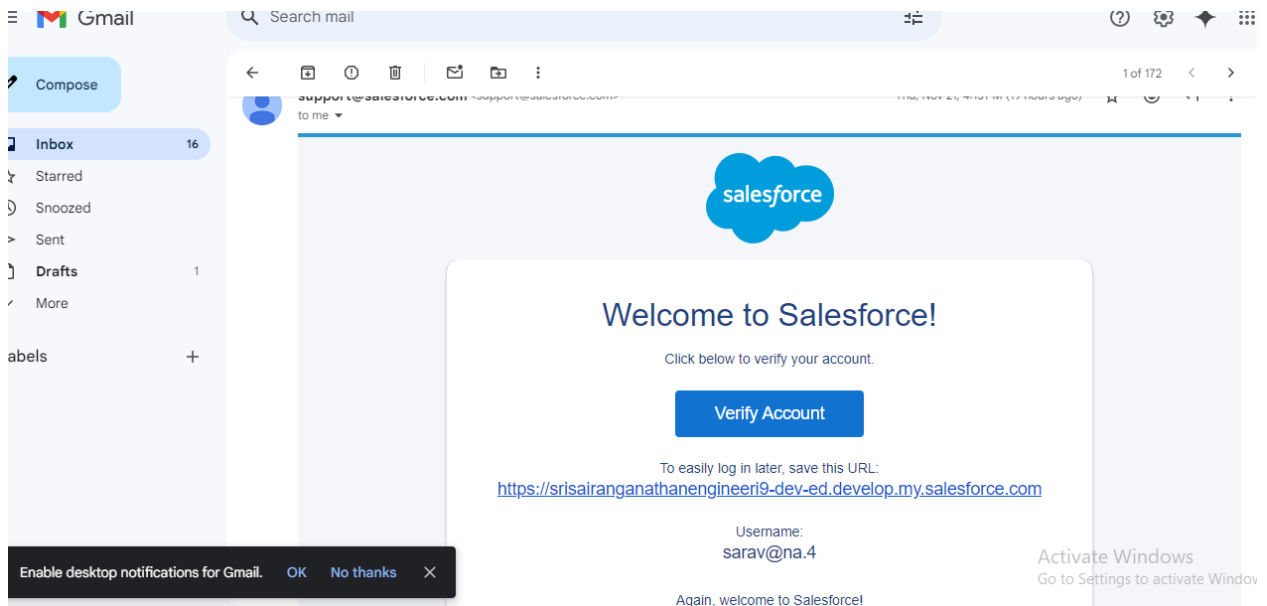 Gmail
Search mail
Compose
1 of 172
support@salesforce.com <support@salesforce.com>
to me
Inbox 16
Starred
Snoozed
Sent
Drafts 1
More
abels
salesforce
Welcome to Salesforce!
Click below to verify your account.
Verify Account
To easily log in later, save this URL:
https://srisairanganathanengineeri9-dev-ed.develop.my.salesforce.com
Username:
sarav@na.4
Again, welcome to Salesforce!
Enable desktop notifications for Gmail. OK No thanks
Activate Windows
Go to Settings to activate Window